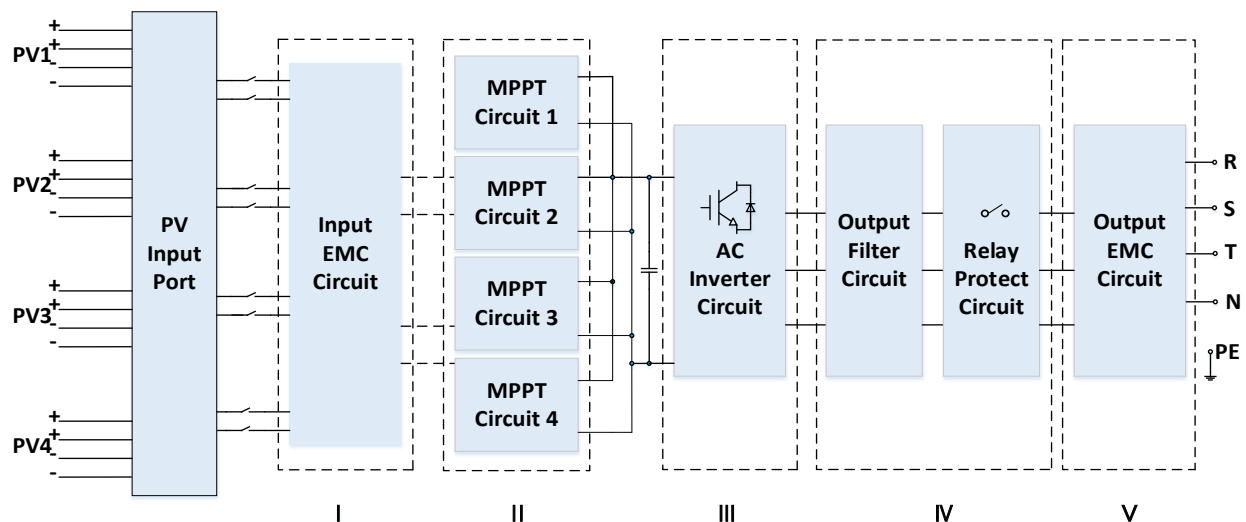 +
PV1
+
-
-
+
PV2
+
-
-
+
PV3
+
-
-
+
PV4
+
-
-
PV
Input
Port
Input
EMC
Circuit
MPPT
Circuit 1
MPPT
Circuit 2
MPPT
Circuit 3
MPPT
Circuit 4
AC
Inverter
Circuit
Output
Filter
Circuit
Relay
Protect
Circuit
Output
EMC
Circuit
R
S
T
N
PE
I
II
III
IV
V